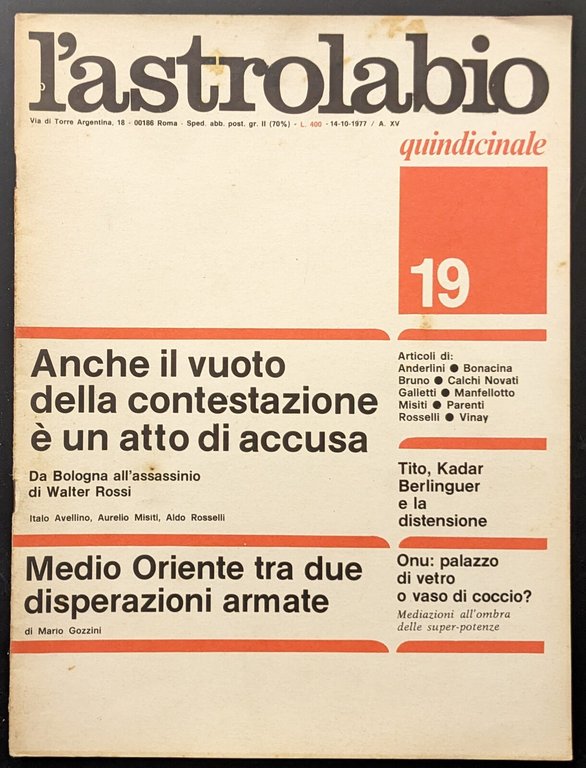 l'astrolabio
Via di Torre Argentina, 18 - 00186 Roma - Sped. abb. post. gr. II (70%) - L. 400 - 14-10-1977 / A. XV
quindicinale
19
Anche il vuoto
della contestazione
è un atto di accusa
Da Bologna all'assassinio
di Walter Rossi
Italo Avellino, Aurelio Misiti, Aldo Rosselli
Medio Oriente tra due
disperazioni armate
di Mario Gozzini
Articoli di:
Anderlini ● Bonacina
Bruno ● Calchi Novati
Galletti ● Manfellotto
Misiti ● Parenti
Rosselli ● Vinay
Tito, Kadar
Berlinguer
e la
distensione
Onu: palazzo
di vetro
o vaso di coccio?
Mediazioni all'ombra
delle super-potenze